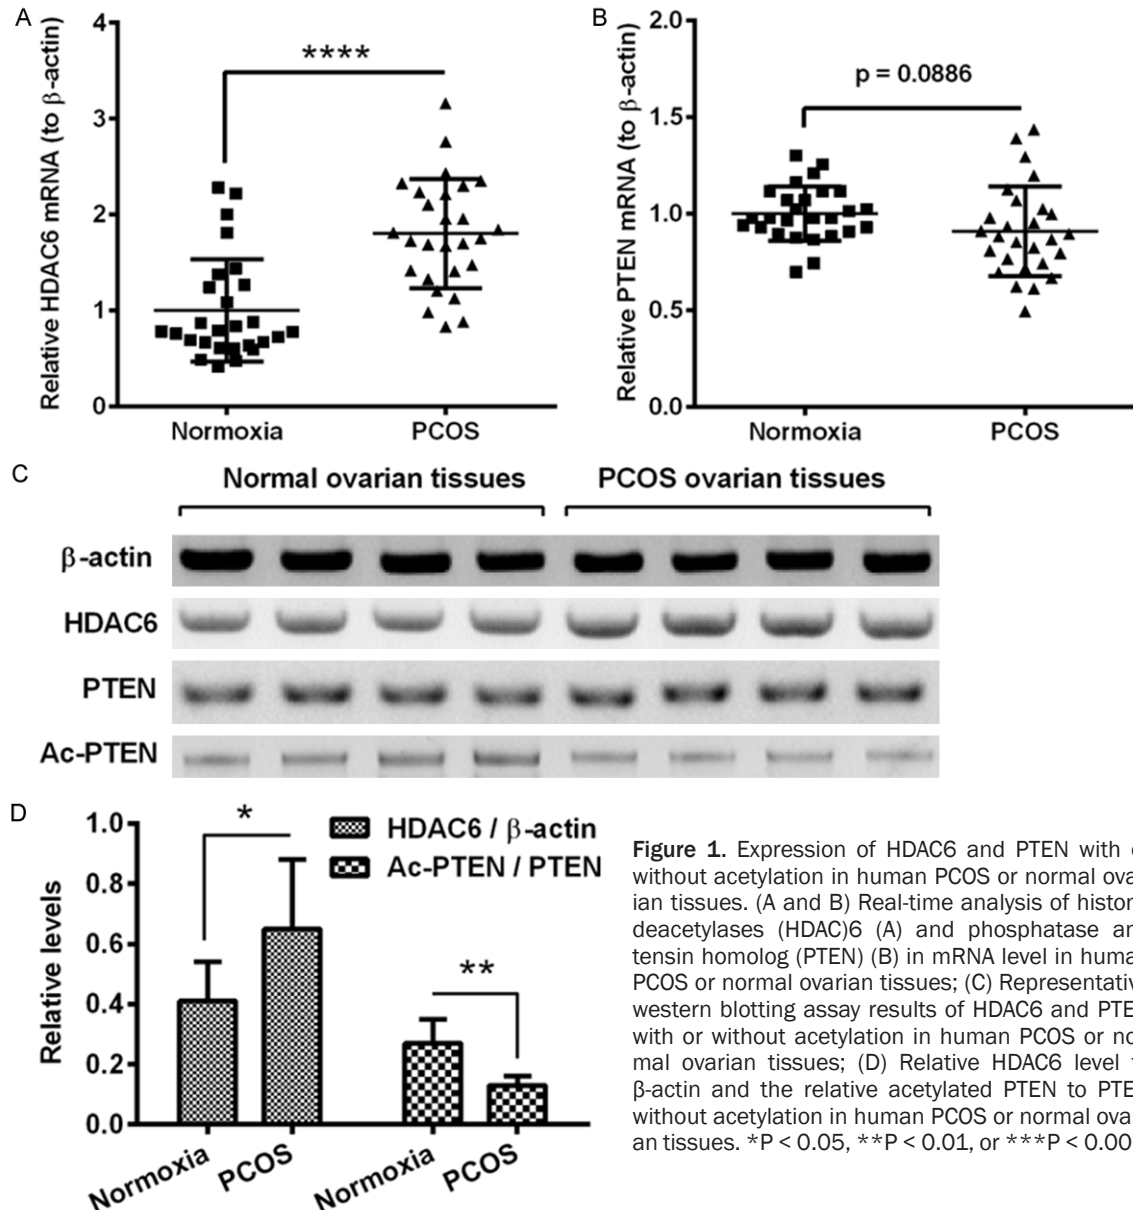 A
Relative HDAC6 mRNA (to β-actin)
4
3
2
1
0
****
Normoxia
PCOS
B
Relative PTEN mRNA (to β-actin)
2.0
1.5
1.0
0.5
0.0
p = 0.0886
Normoxia
PCOS
C
Normal ovarian tissues
PCOS ovarian tissues
β-actin
HDAC6
PTEN
Ac-PTEN
D
Relative levels
1.0
0.8
0.6
0.4
0.2
0.0
*
**
HDAC6 / β-actin
Ac-PTEN / PTEN
Normoxia
PCOS
Normoxia
PCOS
Figure 1. Expression of HDAC6 and PTEN with
without acetylation in human PCOS or normal ovar-
ian tissues. (A and B) Real-time analysis of histon
deacetylases (HDAC)6 (A) and phosphatase an
tensin homolog (PTEN) (B) in mRNA level in human
PCOS or normal ovarian tissues; (C) Representativ
western blotting assay results of HDAC6 and PTE
with or without acetylation in human PCOS or no
mal ovarian tissues; (D) Relative HDAC6 level
β-actin and the relative acetylated PTEN to PTE
without acetylation in human PCOS or normal ovar
an tissues. *P < 0.05, **P < 0.01, or ***P < 0.00